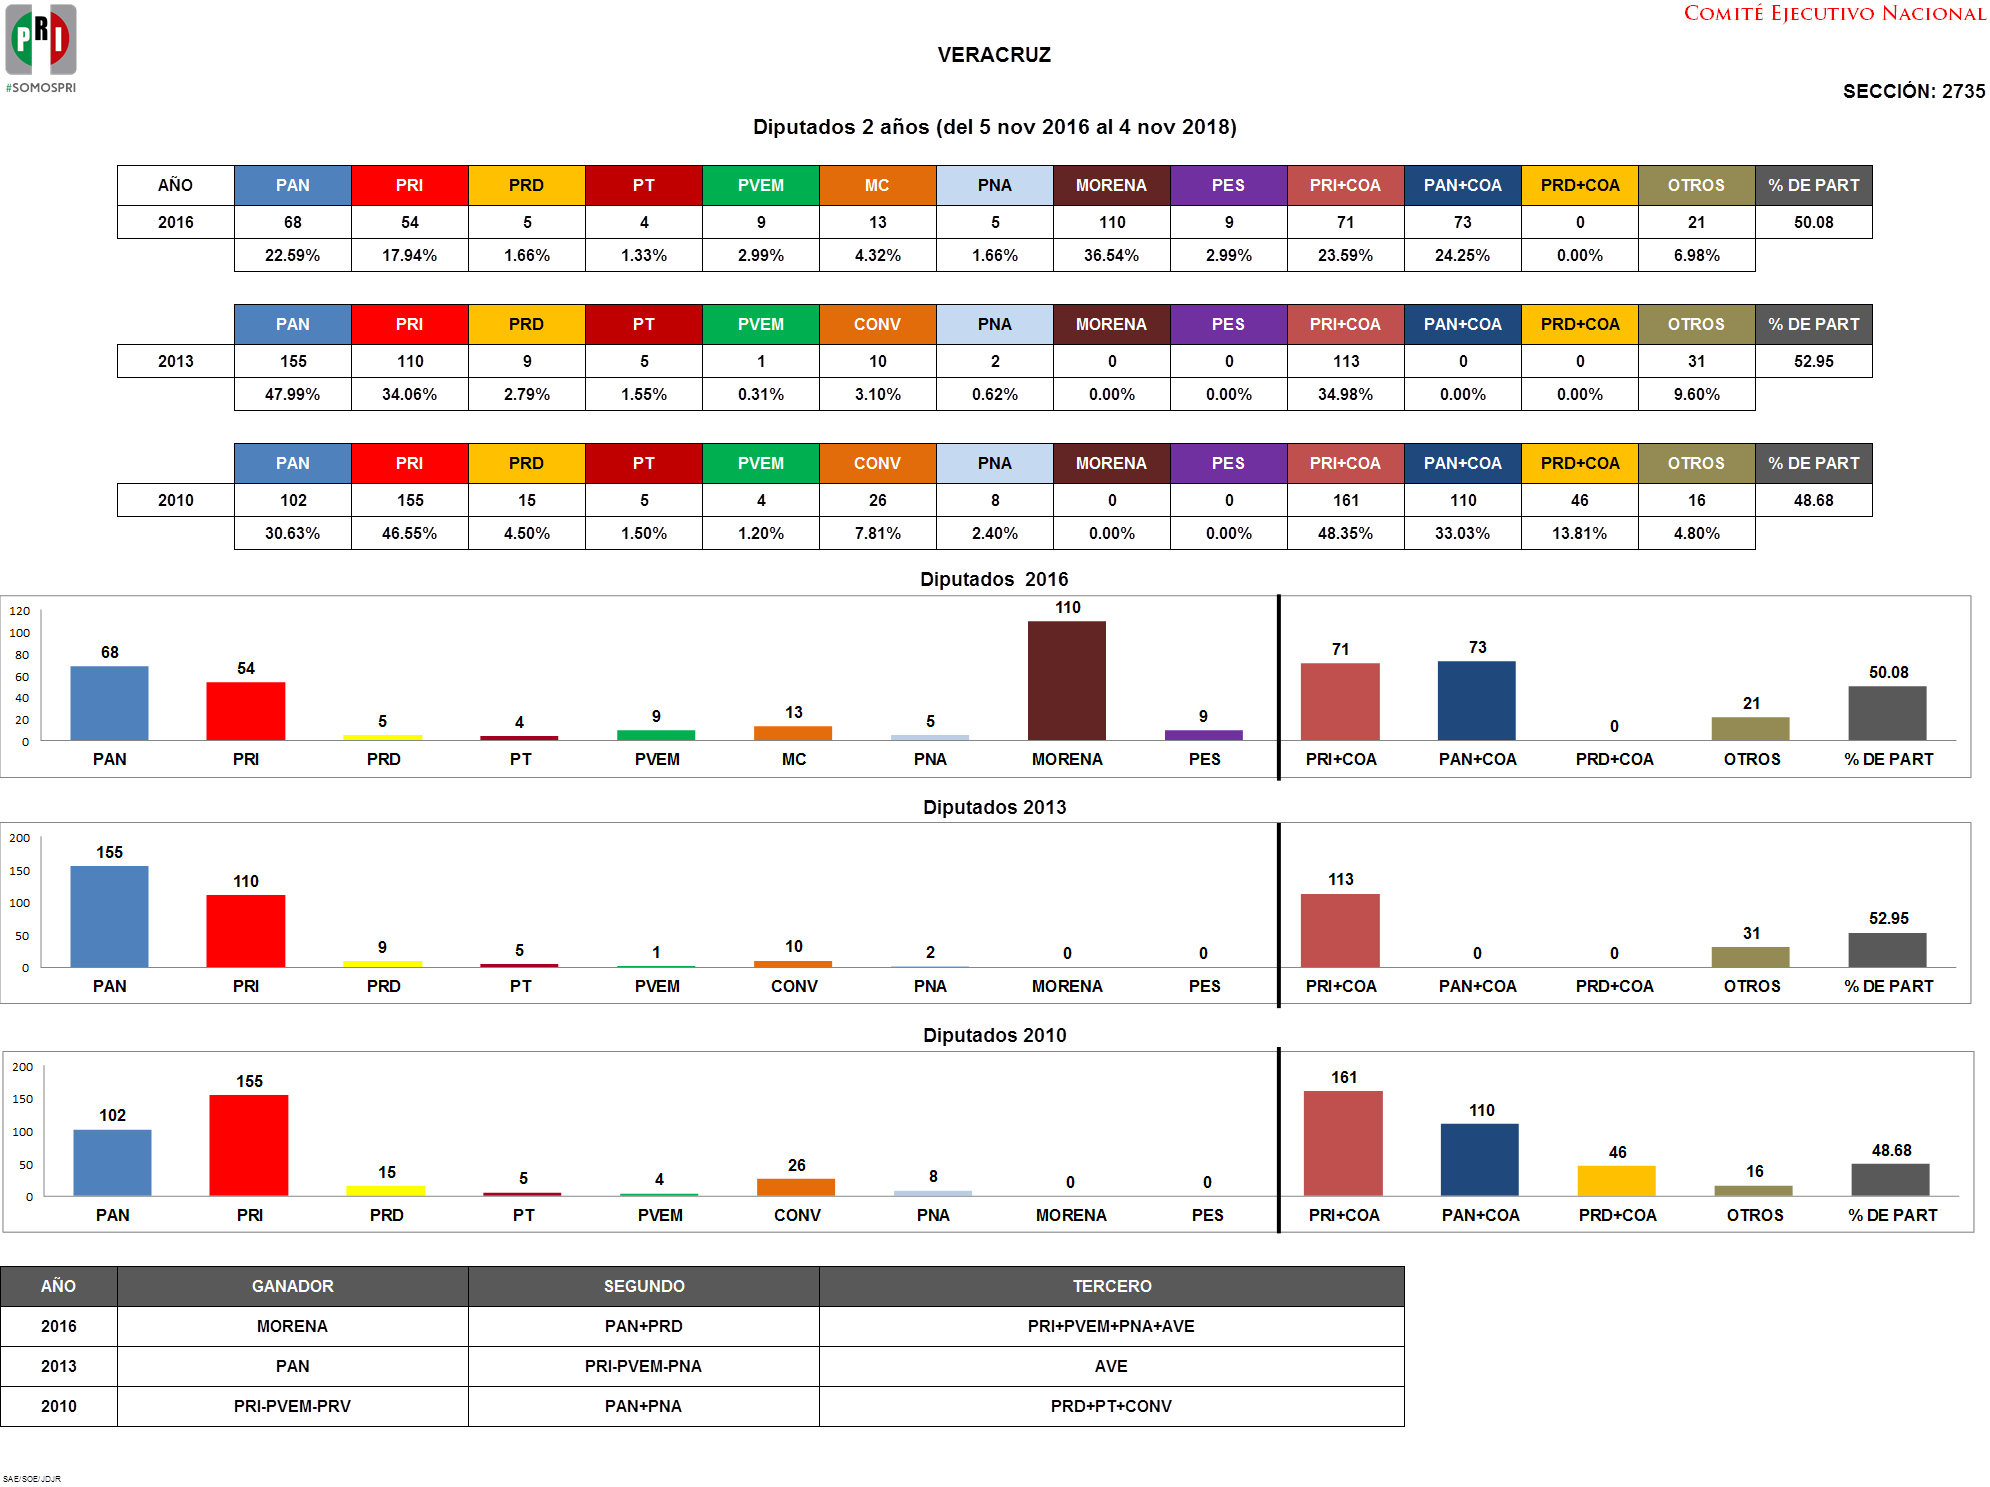 COMITÉ EJECUTIVO NACIONAL
PRI
#SOMOSPRI
VERACRUZ
SECCIÓN: 2735
Diputados 2 años (del 5 nov 2016 al 4 nov 2018)
AÑO PAN PRI PRD PT PVEM MC PNA MORENA PES PRI+COA PAN+COA PRD+COA OTROS % DE PART
2016 68 54 5 4 9 13 5 110 9 71 73 0 21 50.08
22.59% 17.94% 1.66% 1.33% 2.99% 4.32% 1.66% 36.54% 2.99% 23.59% 24.25% 0.00% 6.98%
PAN PRI PRD PT PVEM CONV PNA MORENA PES PRI+COA PAN+COA PRD+COA OTROS % DE PART
2013 155 110 9 5 1 10 2 0 0 113 0 0 31 52.95
47.99% 34.06% 2.79% 1.55% 0.31% 3.10% 0.62% 0.00% 0.00% 34.98% 0.00% 0.00% 9.60%
PAN PRI PRD PT PVEM CONV PNA MORENA PES PRI+COA PAN+COA PRD+COA OTROS % DE PART
2010 102 155 15 5 4 26 8 0 0 161 110 46 16 48.68
30.63% 46.55% 4.50% 1.50% 1.20% 7.81% 2.40% 0.00% 0.00% 48.35% 33.03% 13.81% 4.80%
Diputados 2016
120
100
80
60
40
20
0
68 54 5 4 9 13 5 110 9 71 73 0 21 50.08
PAN PRI PRD PT PVEM MC PNA MORENA PES PRI+COA PAN+COA PRD+COA OTROS % DE PART
Diputados 2013
200
150
100
50
0
155 110 9 5 1 10 2 0 0 113 0 0 31 52.95
PAN PRI PRD PT PVEM CONV PNA MORENA PES PRI+COA PAN+COA PRD+COA OTROS % DE PART
Diputados 2010
200
150
100
50
0
102 155 15 5 4 26 8 0 0 161 110 46 16 48.68
PAN PRI PRD PT PVEM CONV PNA MORENA PES PRI+COA PAN+COA PRD+COA OTROS % DE PART
AÑO GANADOR SEGUNDO TERCERO
2016 MORENA PAN+PRD PRI+PVEM+PNA+AVE
2013 PAN PRI-PVEM-PNA AVE
2010 PRI-PVEM-PRV PAN+PNA PRD+PT+CONV
SAE/SOE/JDJR